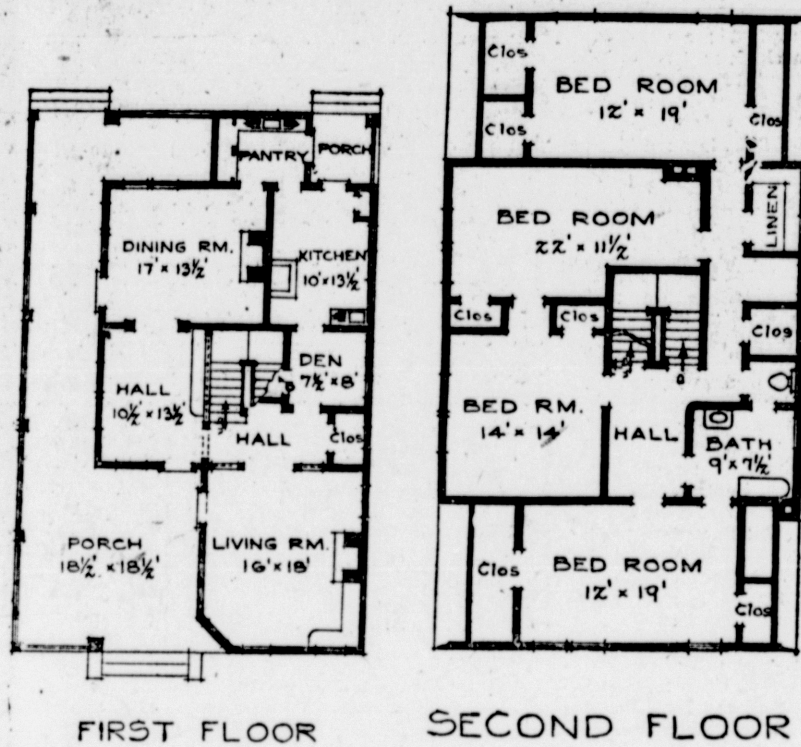 PANTRY
PORCH
DINING RM.
17' x 13½'
KITCHEN
10' x 13½'
DEN
7½' x 8'
HALL
10½' x 13½'
HALL
Clos
PORCH
18½' x 18½'
LIVING RM.
16' x 18'
FIRST FLOOR
Clos
BED ROOM
12' x 19'
Clos
Clos
BED ROOM
22' x 11½'
LINEN
Clos
Clos
Clos
BED RM.
14' x 14'
HALL
BATH
9' x 7½'
Clos
BED ROOM
12' x 19'
Clos
SECOND FLOOR